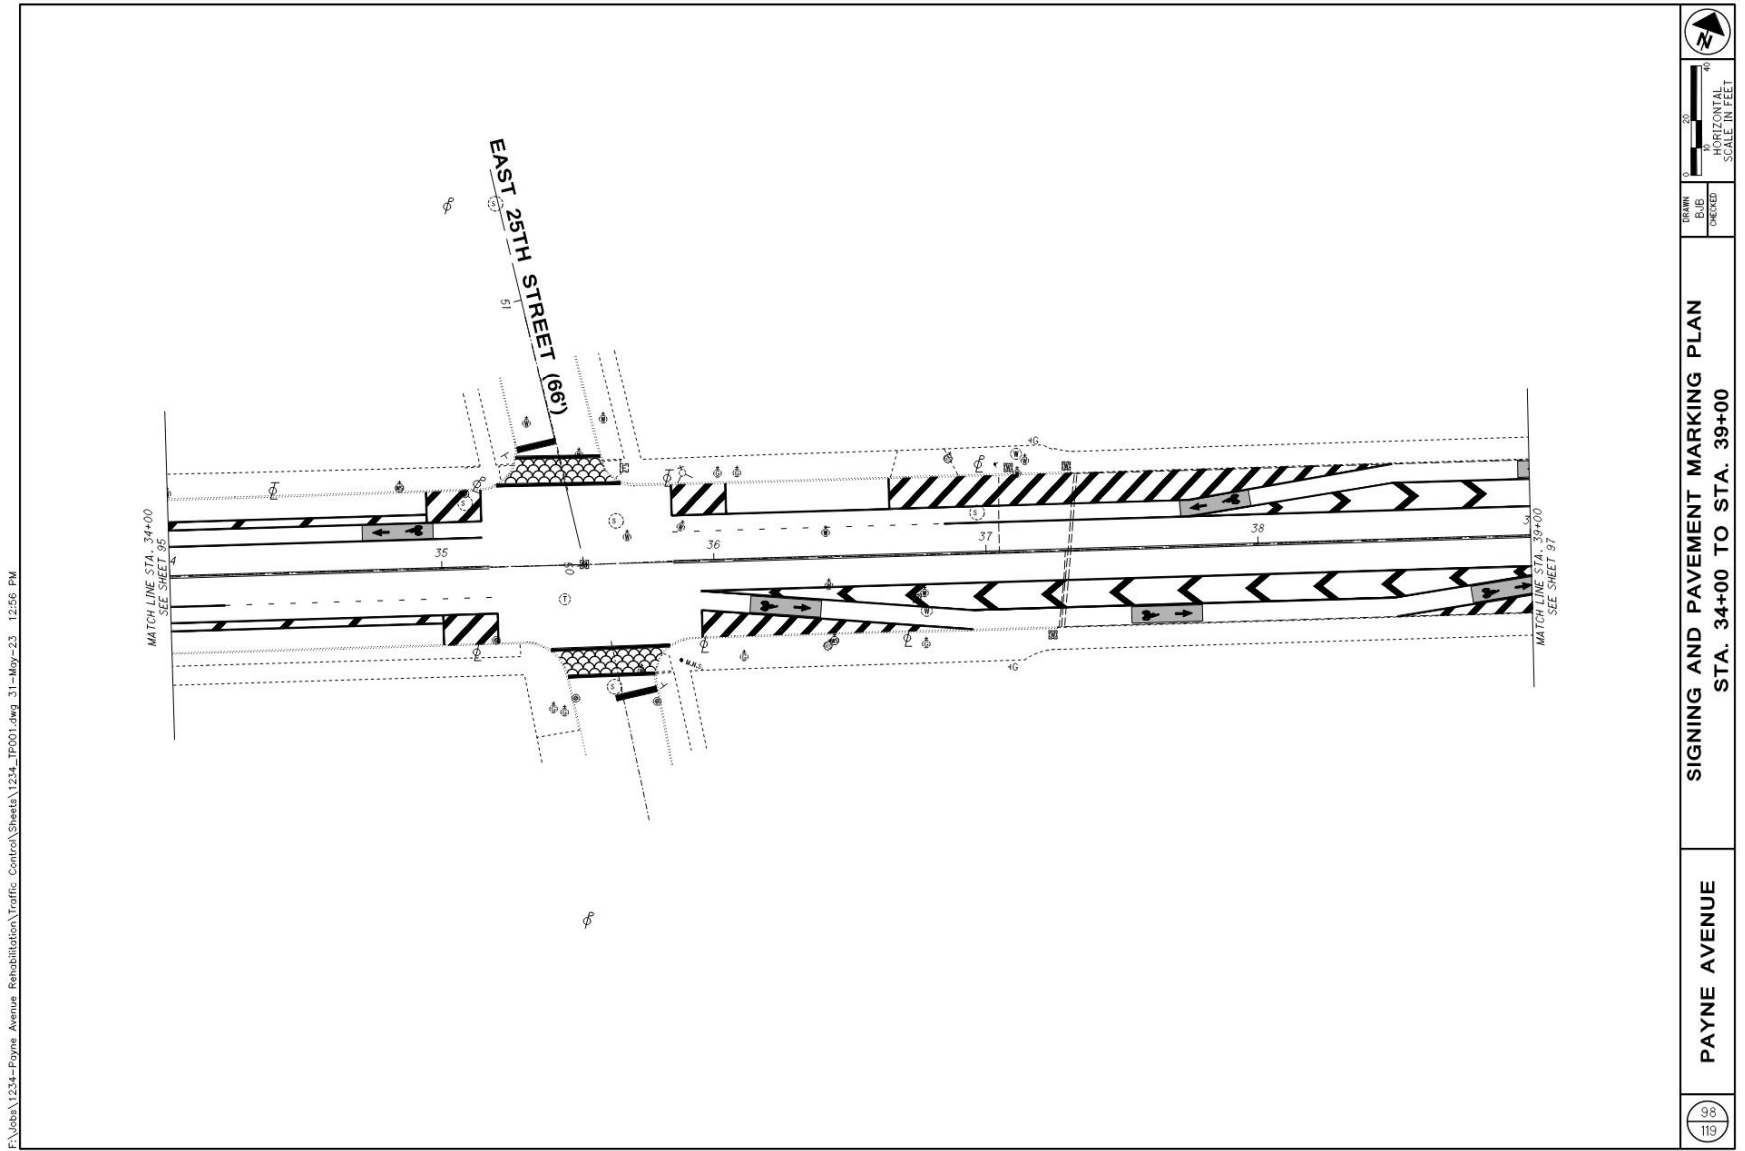 EAST 25TH STREET (66')
51
50
MATCH LINE STA. 34+00
SEE SHEET 95
4
35
36
37
38
3
MATCH LINE STA. 39+00
SEE SHEET 97
M.H.S.
S
S
S
S
S
T
W
W
W
W
W
G
G
G
G
G
G
HORIZONTAL
SCALE IN FEET
0
10
20
40
DRAWN
BJB
CHECKED
SIGNING AND PAVEMENT MARKING PLAN
STA. 34+00 TO STA. 39+00
PAYNE AVENUE
98
119
F:\Jobs\1234-Payne Avenue Rehabilitation\Traffic Control\Sheets\1234_TP001.dwg 31-May-23 12:56 PM